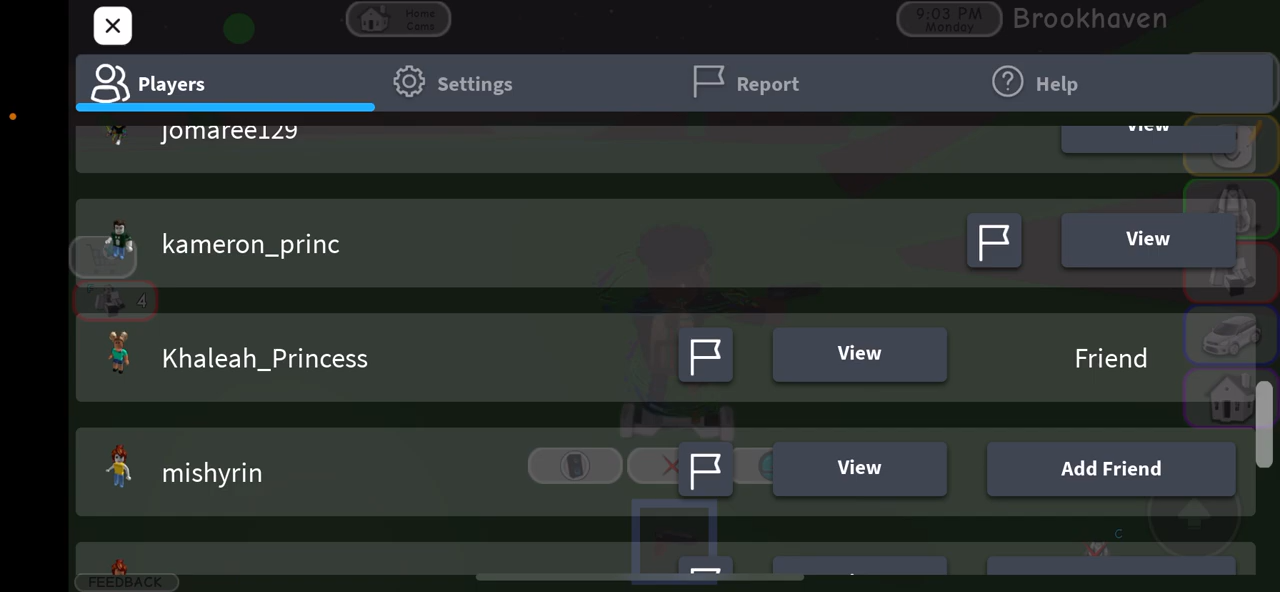 Home
Cams
9:03 PM
Monday
Brookhaven
Players
Settings
Report
Help
jomaree129
View
kameron_princ
View
4
Khaleah_Princess
View
Friend
mishyrin
View
Add Friend
C
FEEDBACK